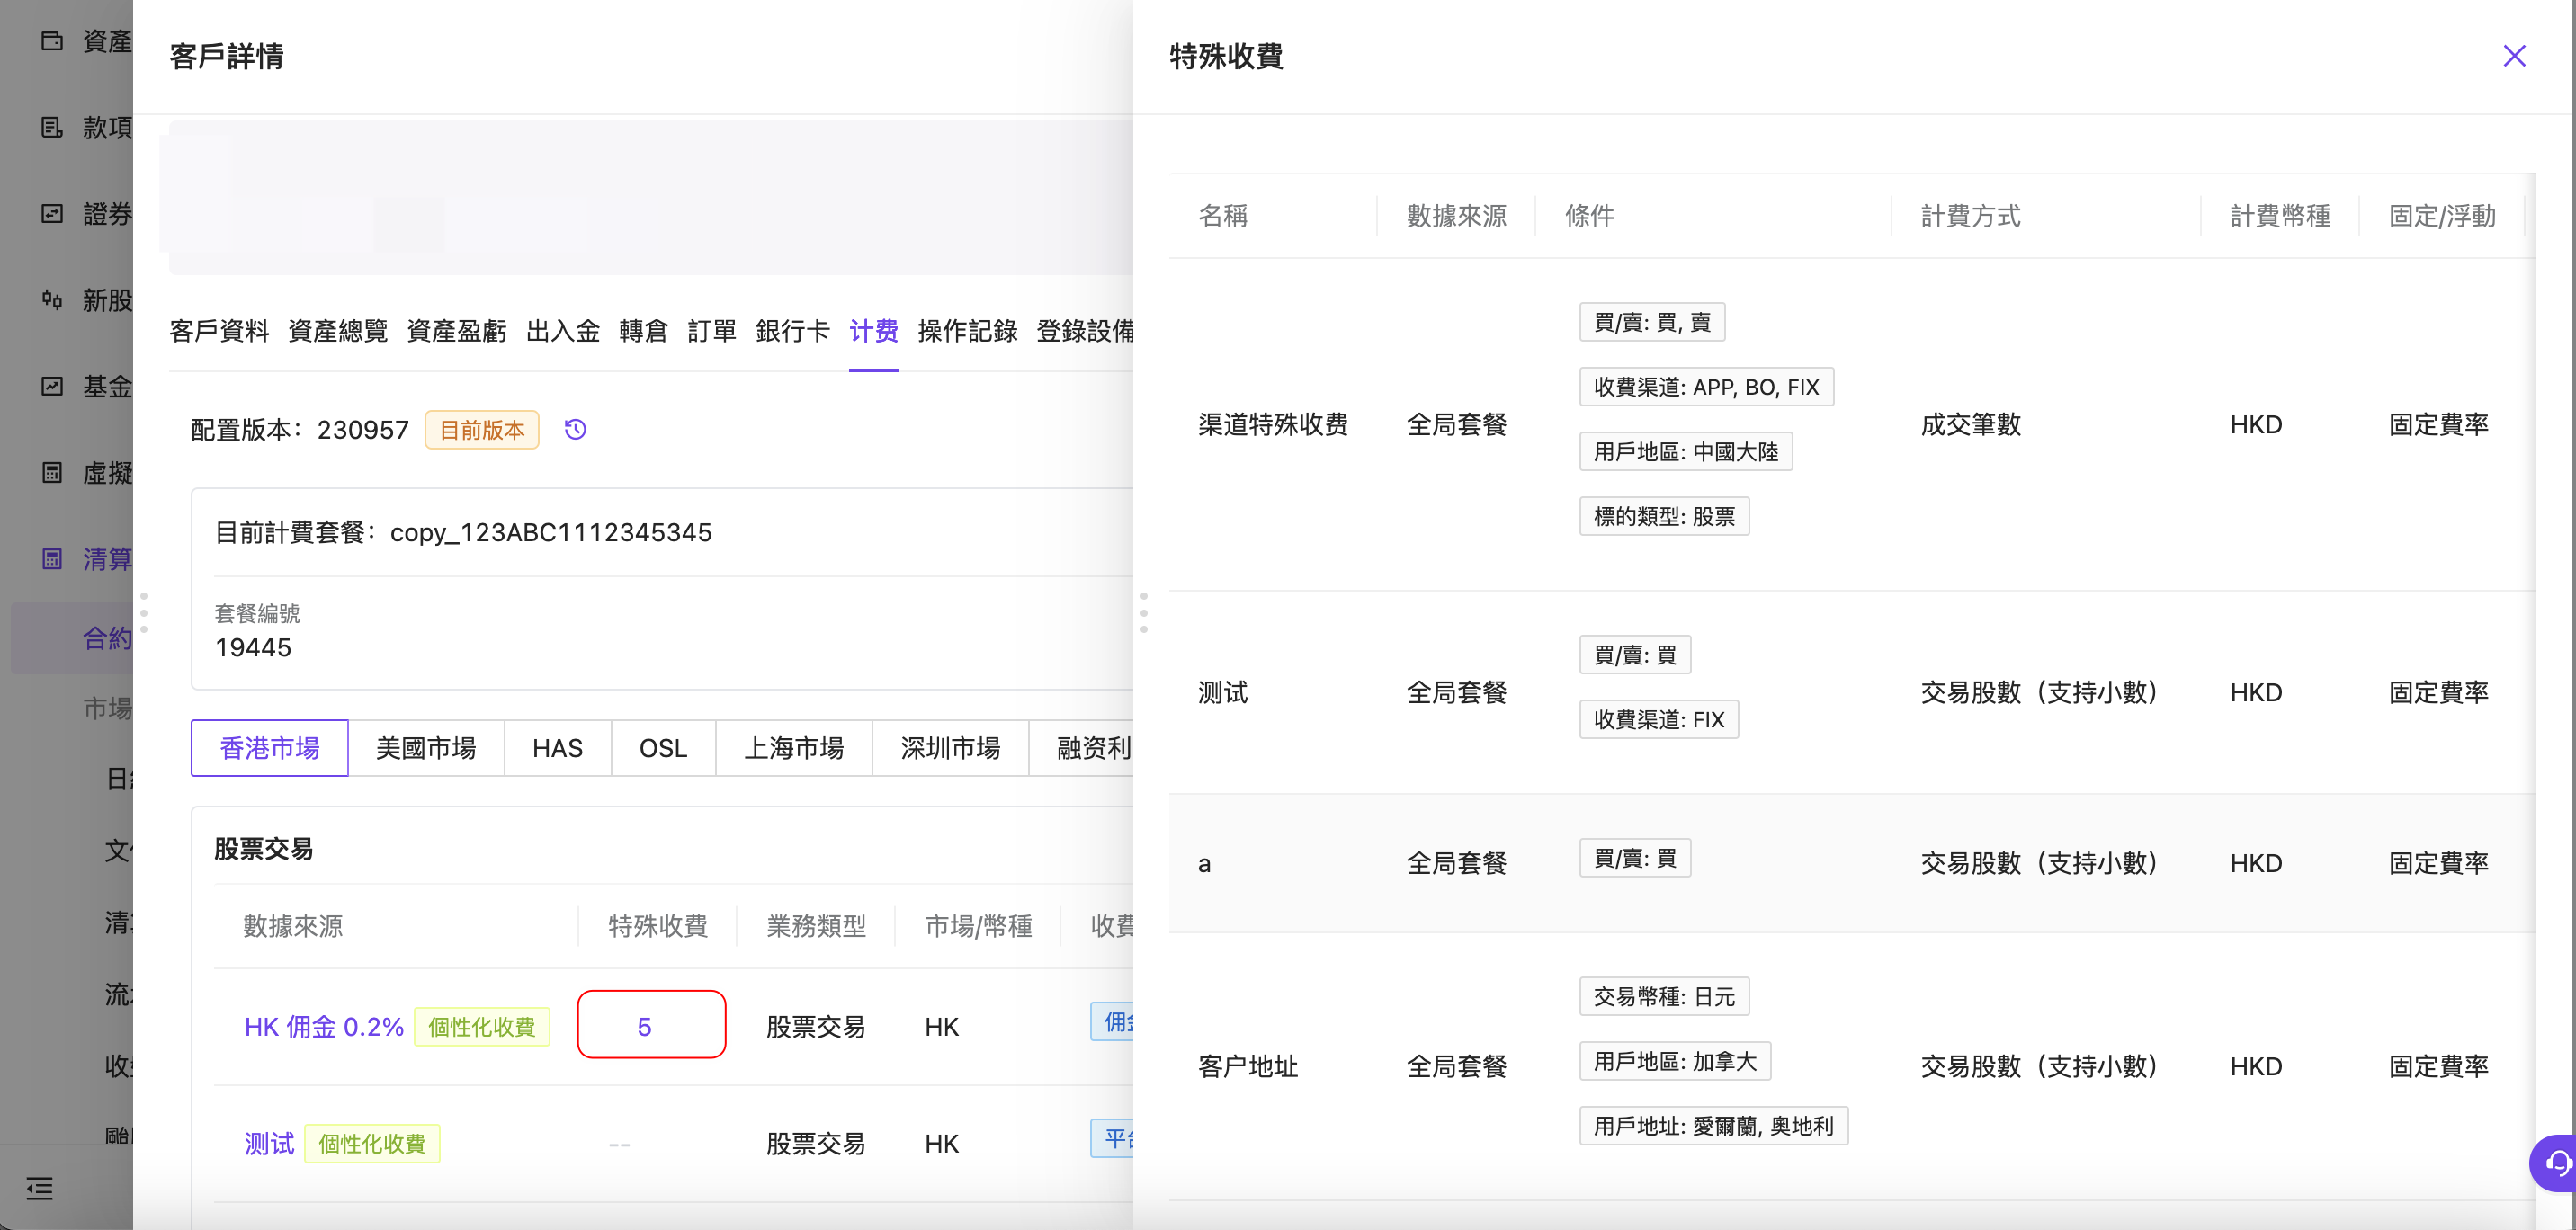 資產
款項
證券
新股
基金
虛擬
清算
合約
市場
日
文
清
流
收
客戶詳情
客戶資料 資產總覽 資產盈虧 出入金 轉倉 訂單 銀行卡 计费 操作記錄 登錄設備
配置版本：230957 目前版本
目前計費套餐：copy_123ABC1112345345
套餐編號
19445
香港市場 美國市場 HAS OSL 上海市場 深圳市場 融资利
股票交易
數據來源 特殊收費 業務類型 市場/幣種 收費
HK 佣金 0.2% 個性化收費 5 股票交易 HK 佣金
测试 個性化收費 -- 股票交易 HK 平台
特殊收費
名稱 數據來源 條件 計費方式 計費幣種 固定/浮動
渠道特殊收费 全局套餐 成交筆數 HKD 固定費率
買/賣: 買, 賣
收費渠道: APP, BO, FIX
用戶地區: 中國大陸
標的類型: 股票
测试 全局套餐 交易股數（支持小數） HKD 固定費率
買/賣: 買
收費渠道: FIX
a 全局套餐 買/賣: 買 交易股數（支持小數） HKD 固定費率
客户地址 全局套餐 交易股數（支持小數） HKD 固定費率
交易幣種: 日元
用戶地區: 加拿大
用戶地址: 愛爾蘭, 奧地利